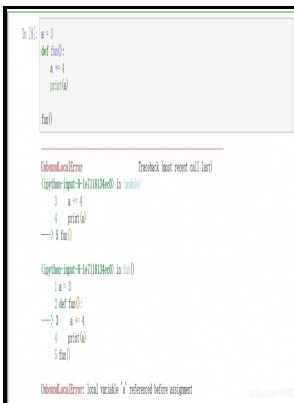 In [8]: a = 3
def fun():
a += 4
print(a)
fun()
UnboundLocalError Traceback (most recent call last)
<ipython-input-8-1e7118134ec0> in <module>
3 a += 4
4 print(a)
----> 5 fun()
<ipython-input-8-1e7118134ec0> in fun()
1 a = 3
2 def fun():
----> 3 a += 4
4 print(a)
5 fun()
UnboundLocalError: local variable 'a' referenced before assignment